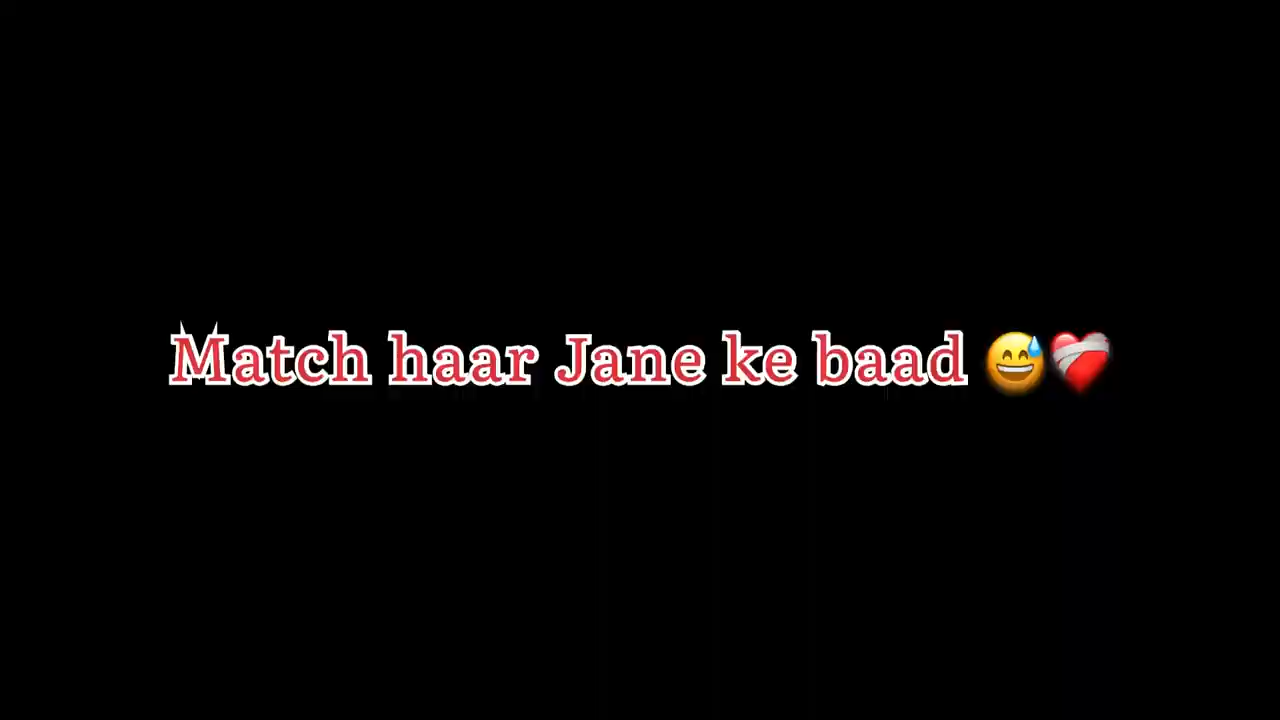 Match haar Jane ke baad 😅❤️‍🩹